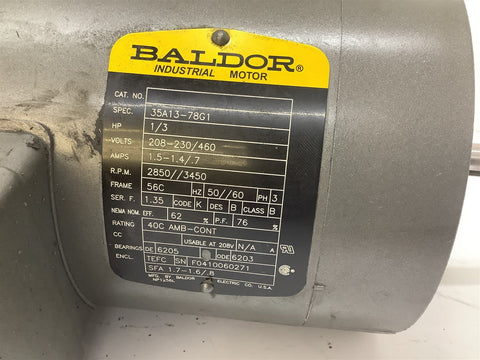 BALDOR®
INDUSTRIAL MOTOR
CAT. NO.
SPEC. 35A13-78G1
HP 1/3
VOLTS 208-230/460
AMPS 1.5-1.4/.7
R.P.M. 2850//3450
FRAME 56C HZ 50//60 PH 3
SER. F. 1.35 CODE K DES B CLASS B
NEMA NOM. EFF. 62 % P.F. 76 %
RATING 40C AMB-CONT
CC USABLE AT 208V N/A A
BEARINGS DE 6205 ODE 6203
ENCL. TEFC SN F0410060271
SFA 1.7-1.6/.8
MFG. BY BALDOR ELECTRIC CO. U.S.A.